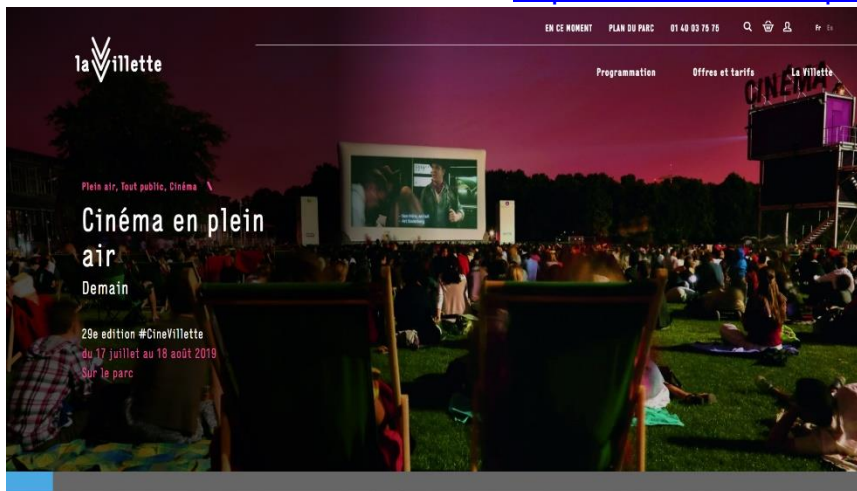 EN CE MOMENT PLAN DU PARC 01 40 03 75 75 Fr En
la Villette
Programmation Offres et tarifs La Villette
CINÉMA
Plein air, Tout public, Cinéma
Cinéma en plein
air
Demain
29e edition #CineVillette
du 17 juillet au 18 août 2019
Sur le parc